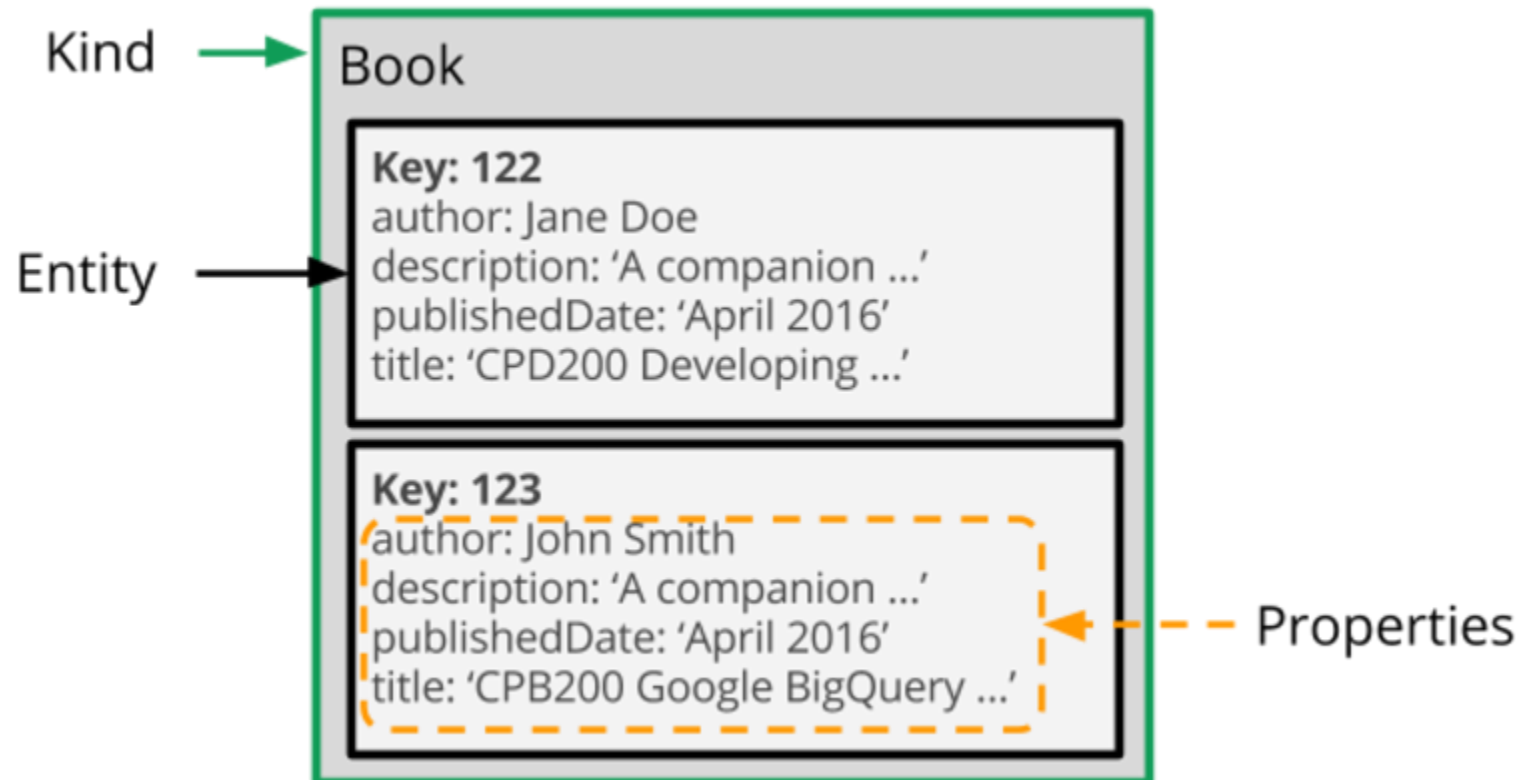 Kind
Book
Key: 122
author: Jane Doe
Entity
description: ‘A companion ...’
publishedDate: ‘April 2016’
title: ‘CPD200 Developing ...’
Key: 123
author: John Smith
description: ‘A companion ...’
publishedDate: ‘April 2016’
Properties
title: ‘CPB200 Google BigQuery ...’